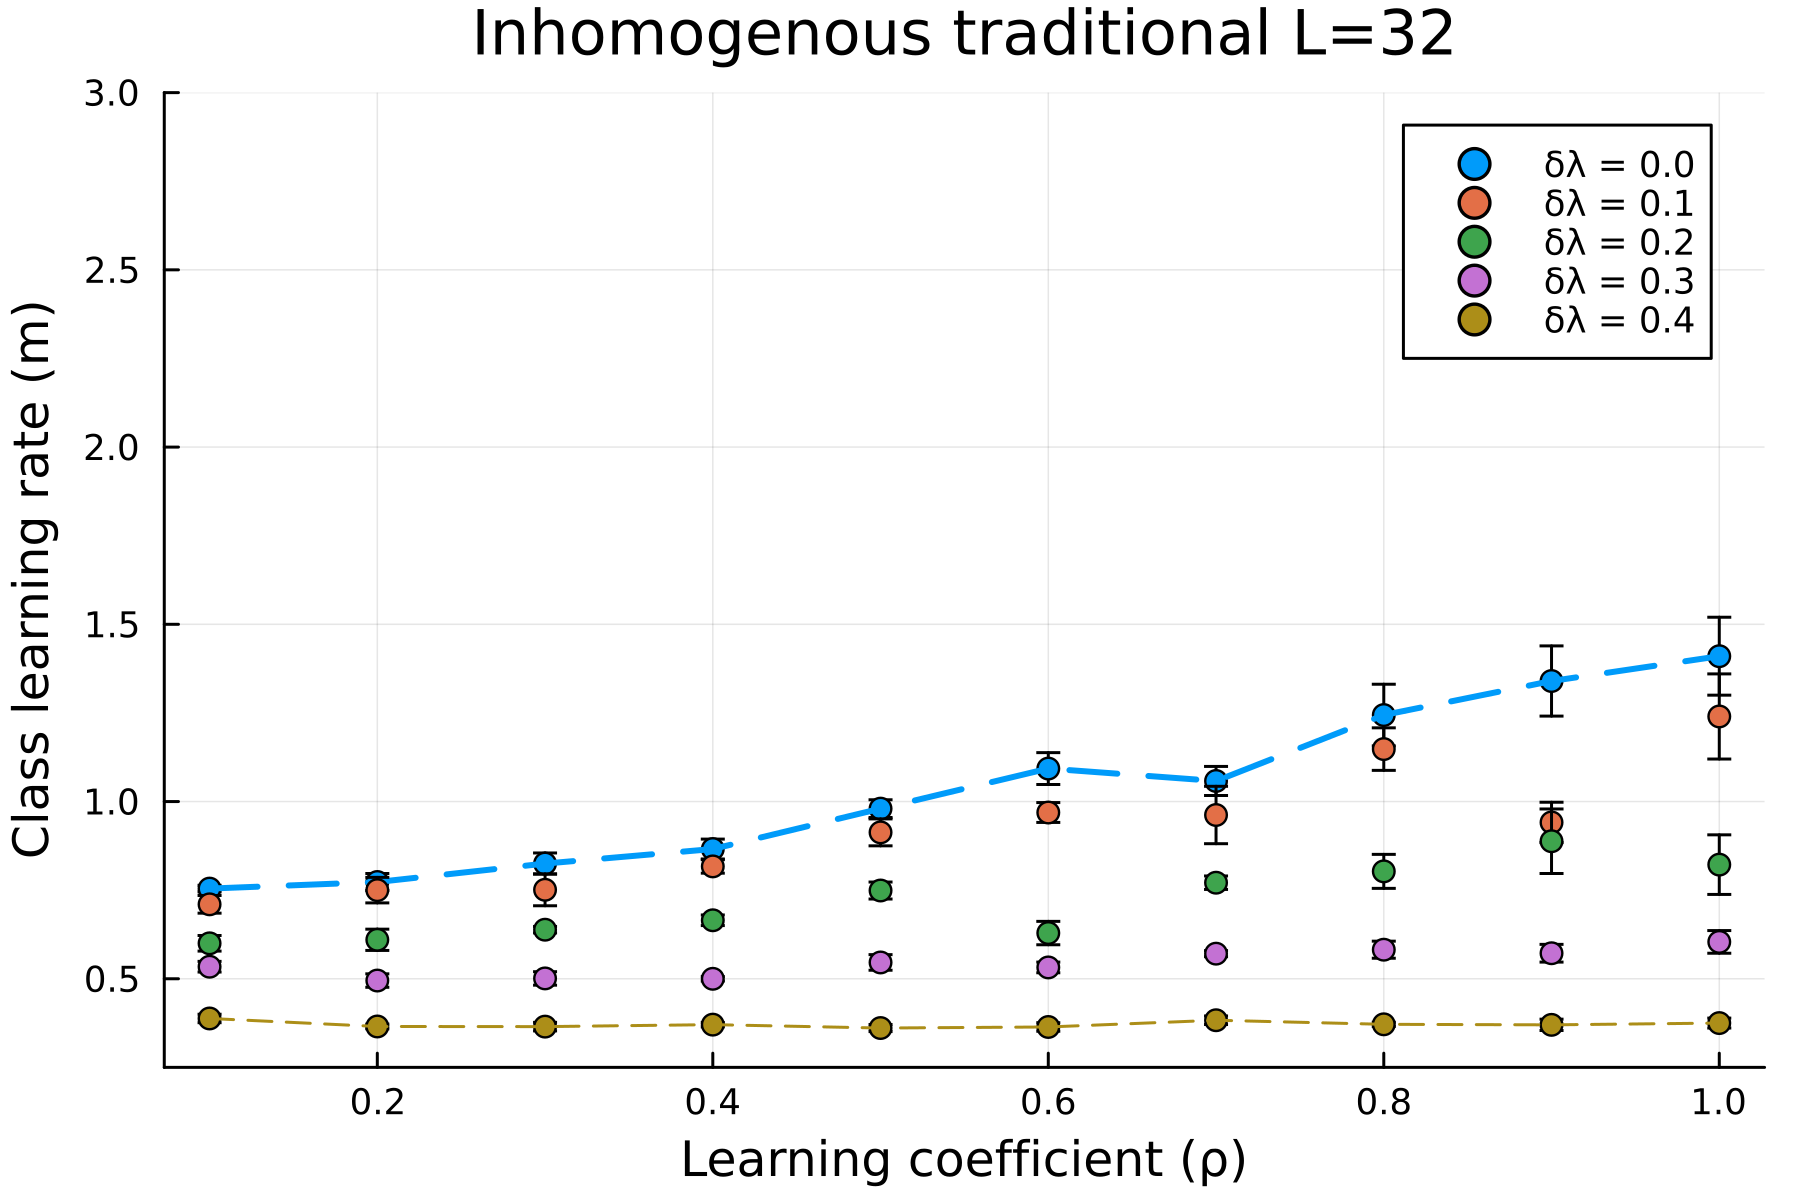 Inhomogenous traditional L=32
Class learning rate (m)
3.0
2.5
2.0
1.5
1.0
0.5
δλ = 0.0
δλ = 0.1
δλ = 0.2
δλ = 0.3
δλ = 0.4
0.2 0.4 0.6 0.8 1.0
Learning coefficient (ρ)